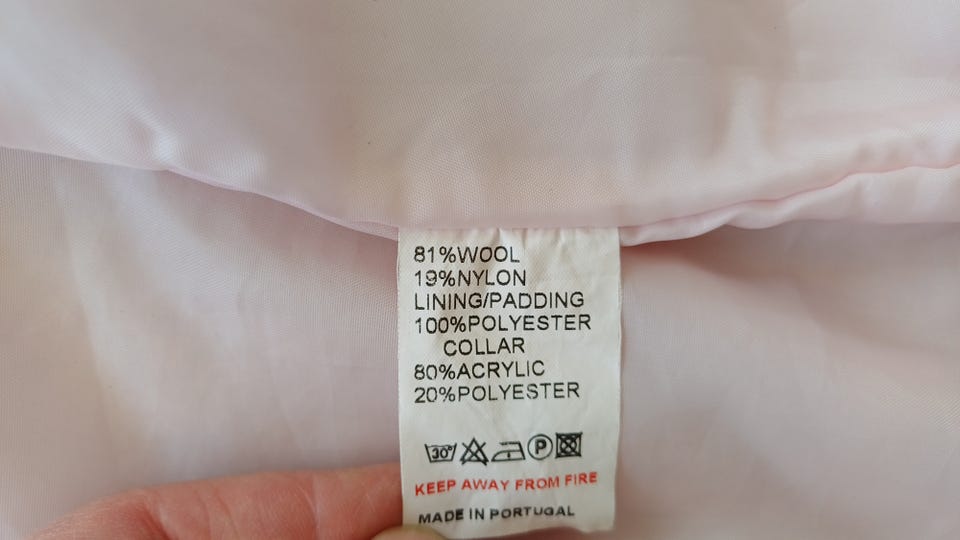 81%WOOL
19%NYLON
LINING/PADDING
100%POLYESTER
COLLAR
80%ACRYLIC
20%POLYESTER
30° P
KEEP AWAY FROM FIRE
MADE IN PORTUGAL